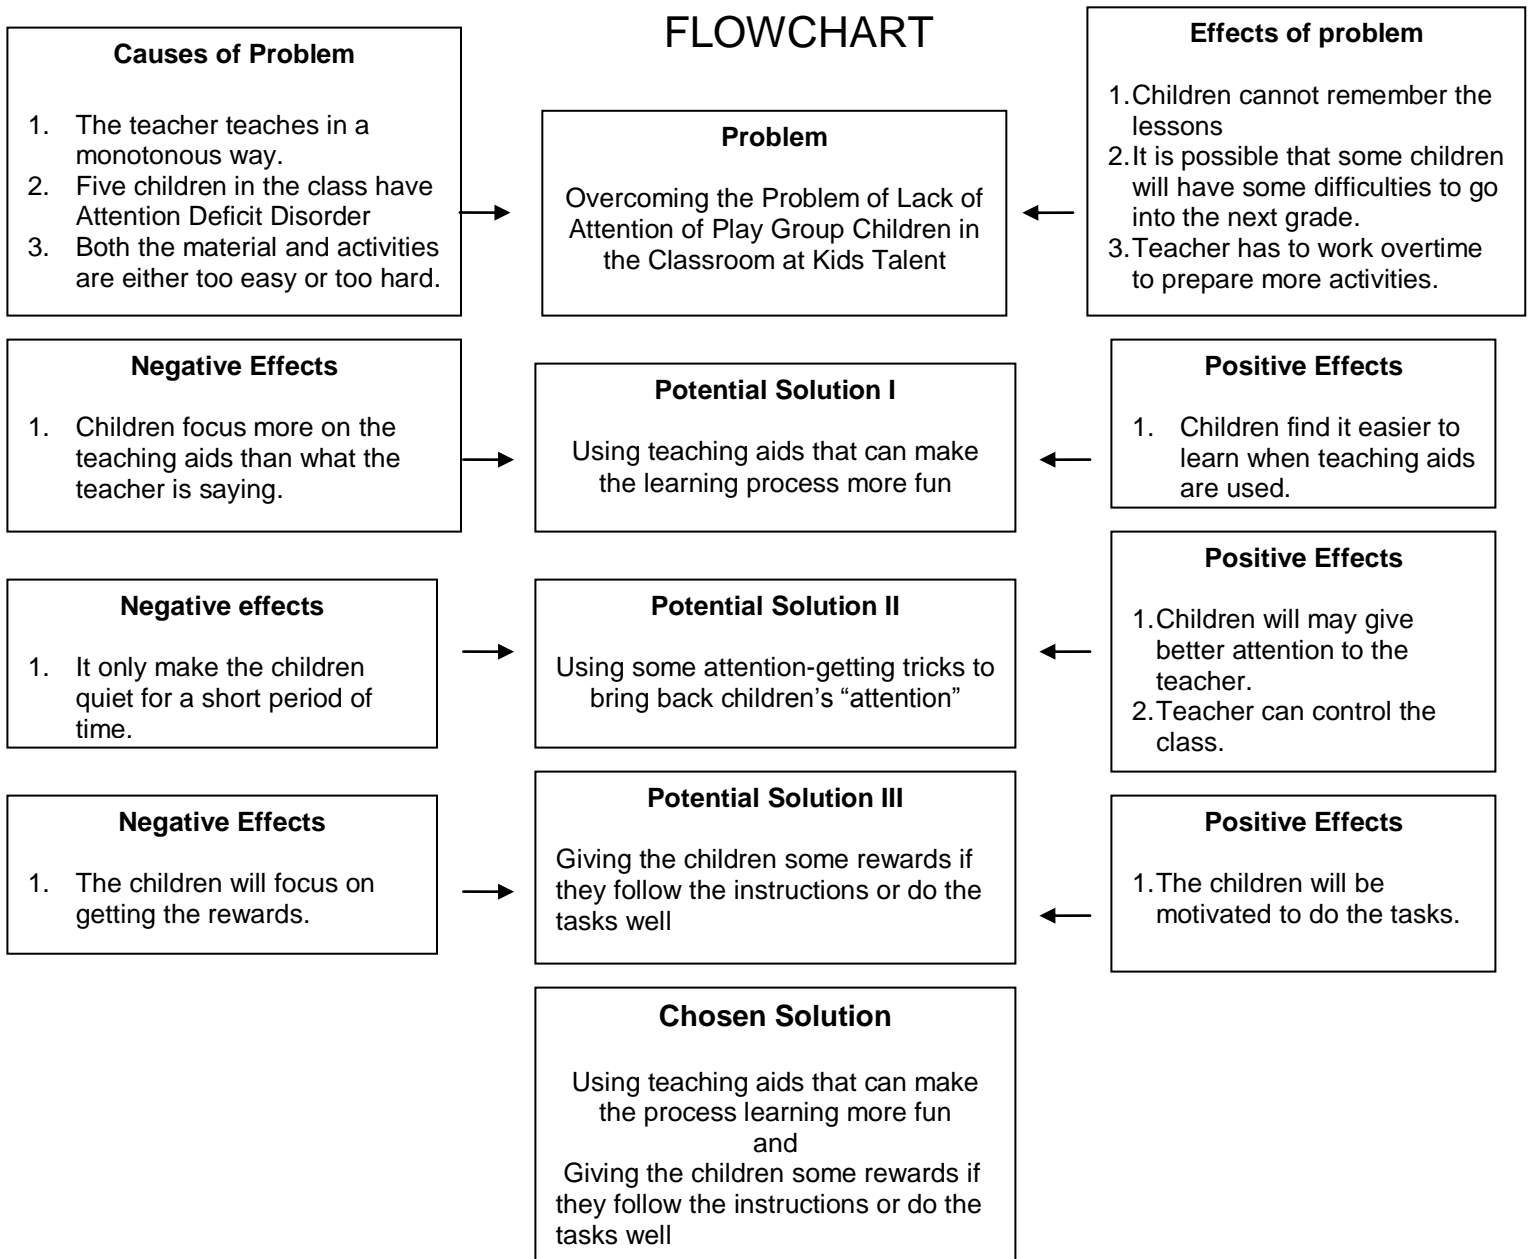 FLOWCHART
Causes of Problem
1. The teacher teaches in a
monotonous way.
2. Five children in the class have
Attention Deficit Disorder
3. Both the material and activities
are either too easy or too hard.
Problem
Overcoming the Problem of Lack of
Attention of Play Group Children in
the Classroom at Kids Talent
Effects of problem
1.Children cannot remember the
lessons
2.It is possible that some children
will have some difficulties to go
into the next grade.
3.Teacher has to work overtime
to prepare more activities.
Negative Effects
1. Children focus more on the
teaching aids than what the
teacher is saying.
Potential Solution I
Using teaching aids that can make
the learning process more fun
Positive Effects
1. Children find it easier to
learn when teaching aids
are used.
Negative effects
1. It only make the children
quiet for a short period of
time.
Potential Solution II
Using some attention-getting tricks to
bring back children's “attention”
Positive Effects
1.Children will may give
better attention to the
teacher.
2.Teacher can control the
class.
Negative Effects
1. The children will focus on
getting the rewards.
Potential Solution III
Giving the children some rewards if
they follow the instructions or do the
tasks well
Positive Effects
1.The children will be
motivated to do the tasks.
Chosen Solution
Using teaching aids that can make
the process learning more fun
and
Giving the children some rewards if
they follow the instructions or do the
tasks well